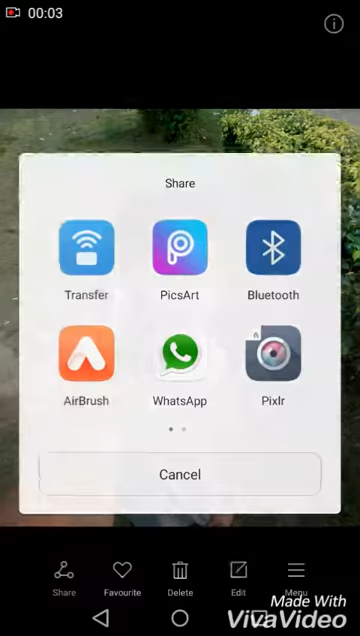 00:03
Share
Transfer PicsArt Bluetooth
AirBrush WhatsApp Pixlr
Cancel
Share Favourite Delete Edit Menu
Made With
VivaVideo